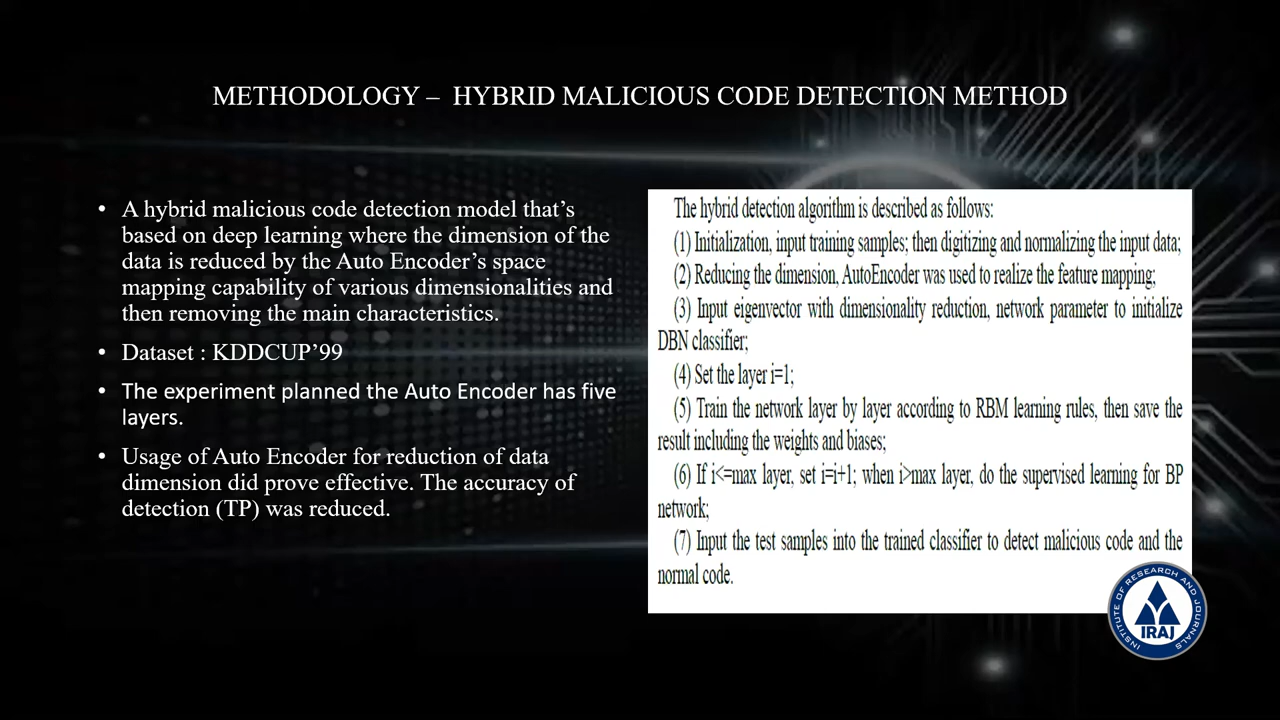 METHODOLOGY – HYBRID MALICIOUS CODE DETECTION METHOD
• A hybrid malicious code detection model that's
based on deep learning where the dimension of the
data is reduced by the Auto Encoder's space
mapping capability of various dimensionalities and
then removing the main characteristics.
• Dataset : KDDCUP'99
• The experiment planned the Auto Encoder has five
layers.
• Usage of Auto Encoder for reduction of data
dimension did prove effective. The accuracy of
detection (TP) was reduced.
The hybrid detection algorithm is described as follows:
(1) Initialization, input training samples; then digitizing and normalizing the input data;
(2) Reducing the dimension, AutoEncoder was used to realize the feature mapping;
(3) Input eigenvector with dimensionality reduction, network parameter to initialize
DBN classifier;
(4) Set the layer i=1;
(5) Train the network layer by layer according to RBM learning rules, then save the
result including the weights and biases;
(6) If i<=max layer, set i=i+1; when i>max layer, do the supervised learning for BP
network;
(7) Input the test samples into the trained classifier to detect malicious code and the
normal code.
INSTITUTE OF RESEARCH AND JOURNALS
IRAJ